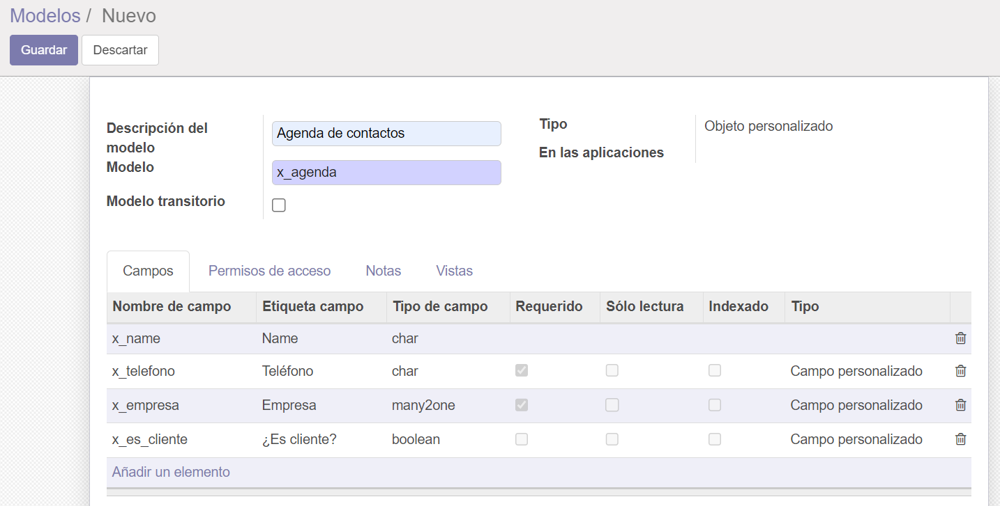 Modelos / Nuevo
Guardar Descartar
Descripción del modelo Agenda de contactos
Modelo x_agenda
Modelo transitorio
Tipo Objeto personalizado
En las aplicaciones
Campos Permisos de acceso Notas Vistas
Nombre de campo Etiqueta campo Tipo de campo Requerido Sólo lectura Indexado Tipo
x_name Name char
x_telefono Teléfono char Campo personalizado
x_empresa Empresa many2one Campo personalizado
x_es_cliente ¿Es cliente? boolean Campo personalizado
Añadir un elemento